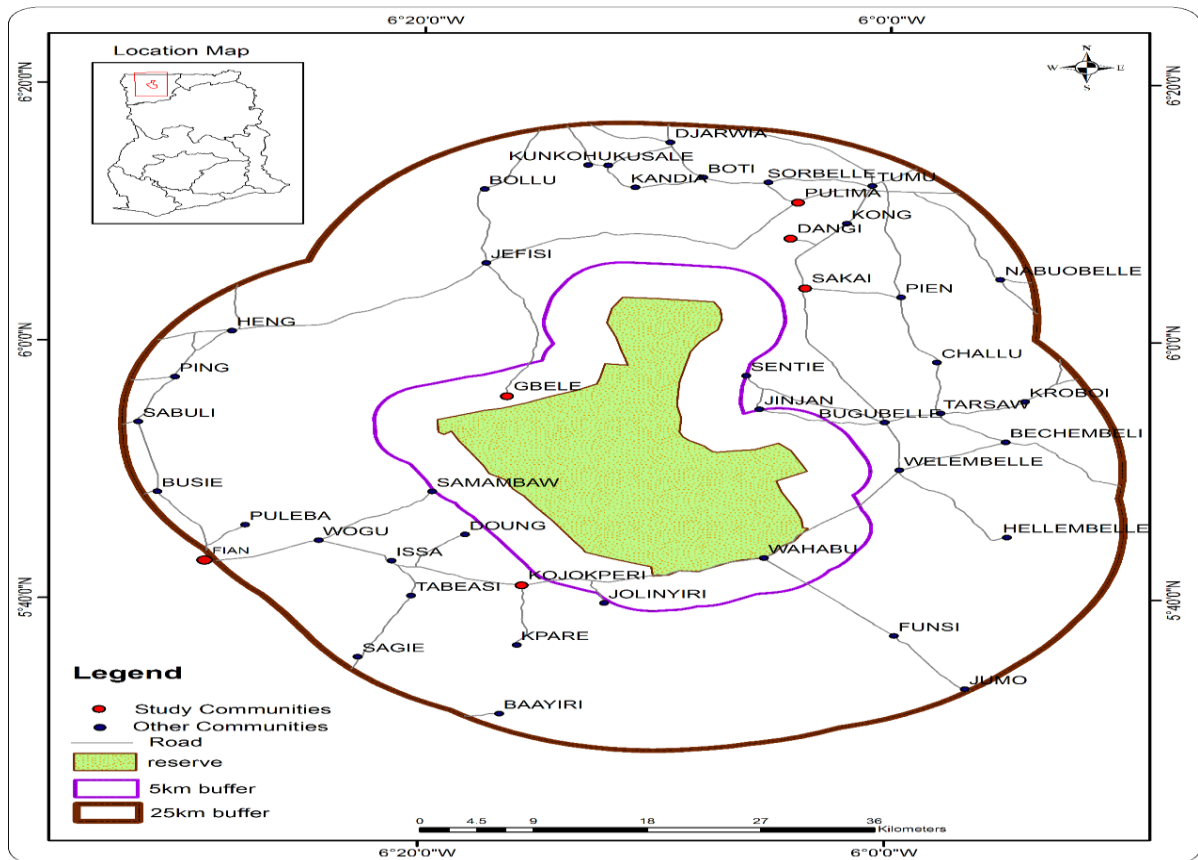 6°20'0"W
6°0'0"W
Location Map
N
W
E
S
6°20'0"N
6°20'0"N
DJARWIA
KUNKOHUKUSALE
BOTI
SORBELLE
TUMU
KANDIA
BOLLU
PULIMA
KONG
DANGI
JEFISI
NABUOBELLE
SAKAI
PIEN
HENG
6°0'0"N
6°0'0"N
CHALLU
PING
SENTIE
GBELE
KROBOI
JINJAN
BUGUBELLE
TARSAW
SABULI
BECHEMBELI
WELEMBELLE
BUSIE
SAMAMBAW
PULEBA
WOGU
DOUNG
HELLEMBELLE
FIAN
ISSA
WAHABU
KOJOKPERI
TABEASI
JOLINYIRI
5°40'0"N
5°40'0"N
FUNSI
KPARE
SAGIE
JUMO
BAAYIRI
Legend
Study Communities
Other Communities
Road
reserve
5km buffer
25km buffer
0 4.5 9 18 27 36
Kilometers
6°20'0"W
6°0'0"W